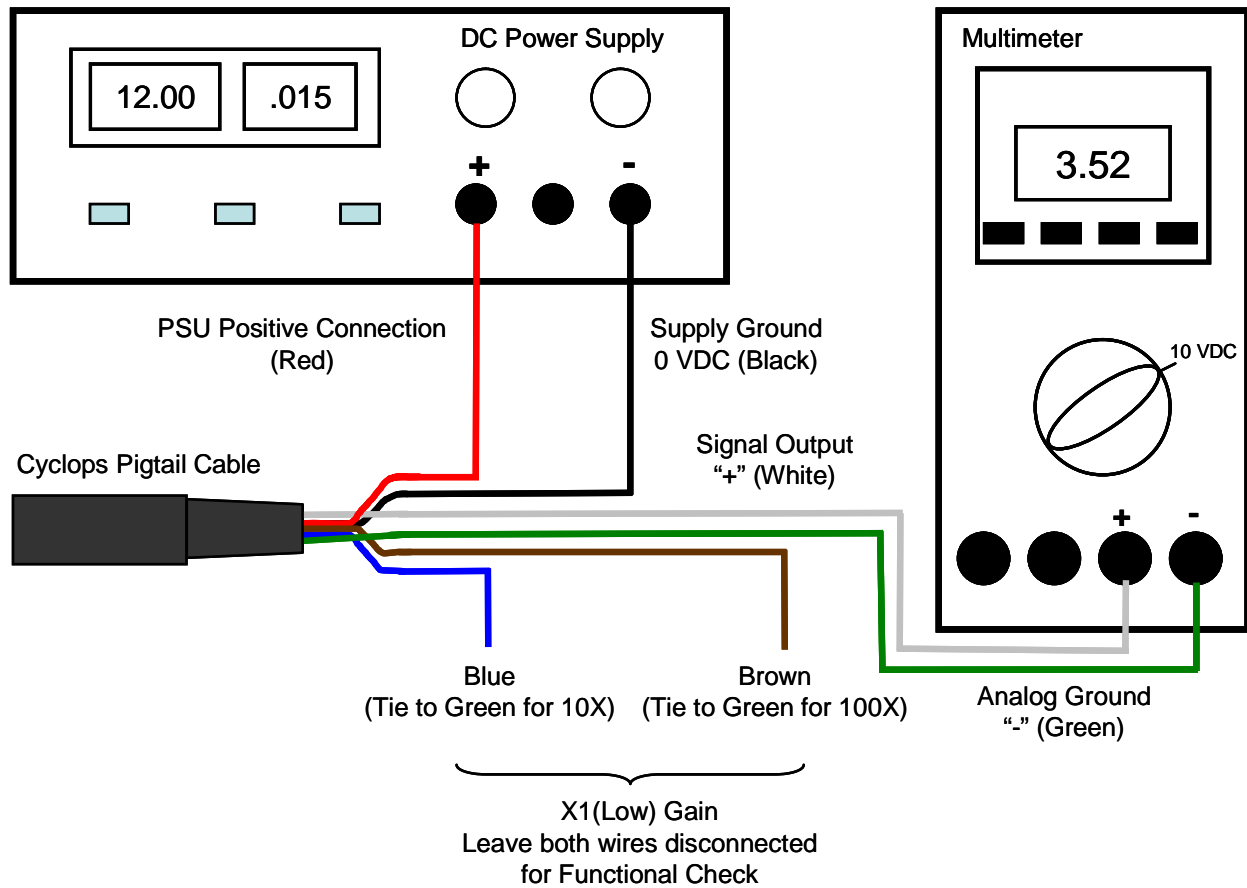 DC Power Supply
12.00
.015
+
-
Multimeter
3.52
10 VDC
+
-
PSU Positive Connection
(Red)
Supply Ground
0 VDC (Black)
Signal Output
“+” (White)
Cyclops Pigtail Cable
Blue
(Tie to Green for 10X)
Brown
(Tie to Green for 100X)
Analog Ground
“-” (Green)
X1(Low) Gain
Leave both wires disconnected
for Functional Check